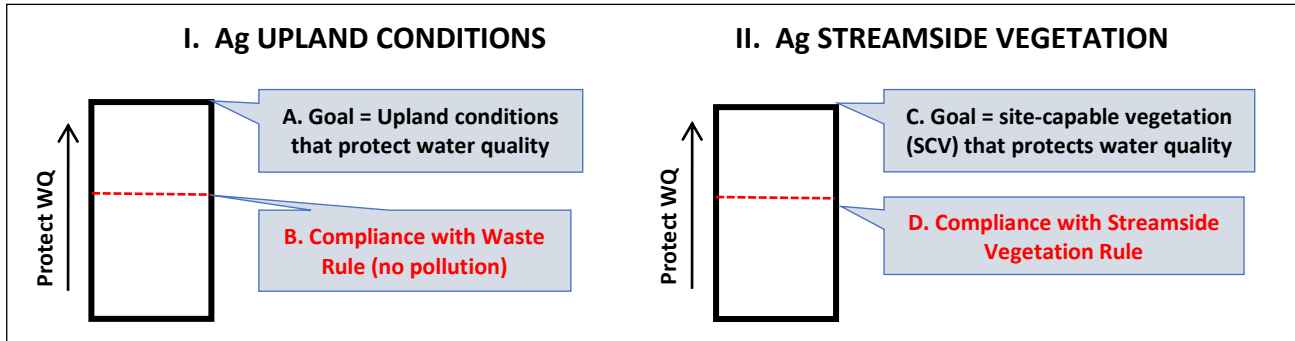 I. Ag UPLAND CONDITIONS
Protect WQ
A. Goal = Upland conditions
that protect water quality
B. Compliance with Waste
Rule (no pollution)
II. Ag STREAMSIDE VEGETATION
Protect WQ
C. Goal = site-capable vegetation
(SCV) that protects water quality
D. Compliance with Streamside
Vegetation Rule